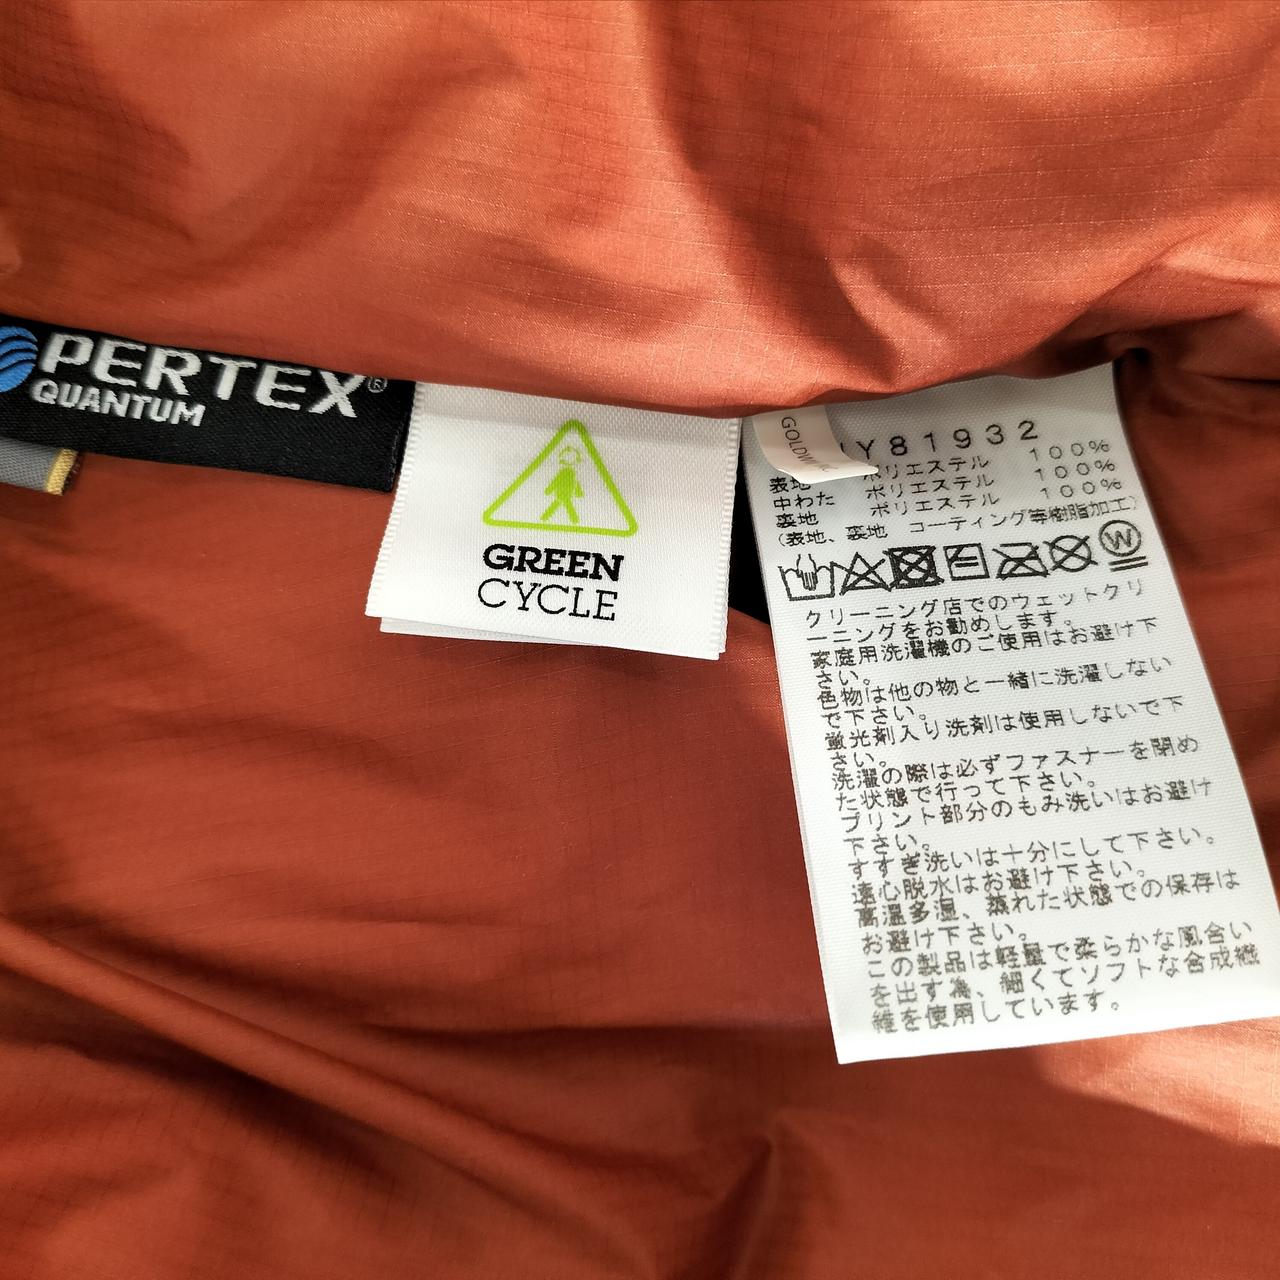 PERTEX®
QUANTUM
GREEN
CYCLE
GOLDW
Y81932
表地 ポリエステル 100%
中わた ポリエステル 100%
裏地 ポリエステル 100%
(表地、裏地 コーティング等樹脂加工)
W
クリーニング店でのウェットクリ
ーニングをお勧めします。
家庭用洗濯機のご使用はお避け下
さい。
色物は他の物と一緒に洗濯しない
で下さい。
蛍光剤入り洗剤は使用しないで下
さい。
洗濯の際は必ずファスナーを閉め
た状態で行って下さい。
プリント部分のもみ洗いはお避け
下さい。
すすぎ洗いは十分にして下さい。
遠心脱水はお避け下さい。
高温多湿、蒸れた状態での保存は
お避け下さい。
この製品は軽量で柔らかな風合い
を出す為、細くてソフトな合成繊
維を使用しています。